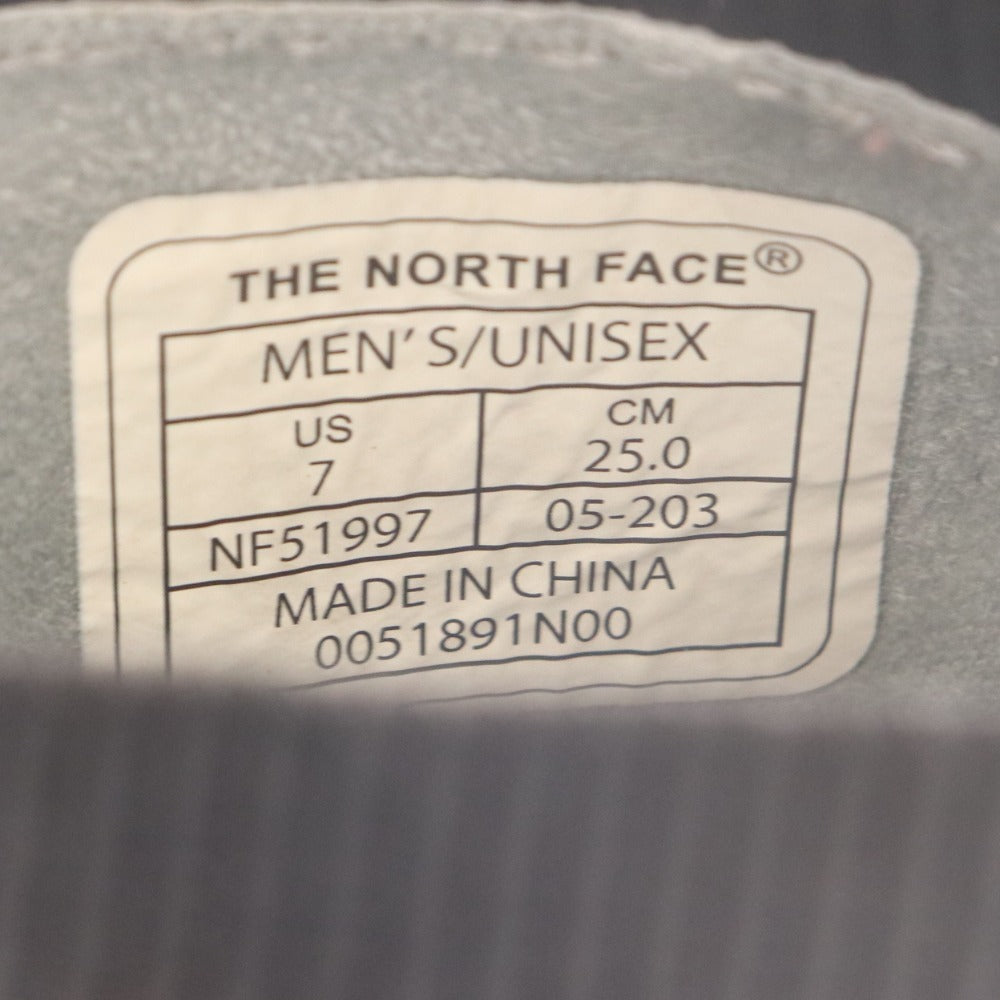 THE NORTH FACE®
MEN'S/UNISEX
US CM
7 25.0
NF51997 05-203
MADE IN CHINA
0051891N00